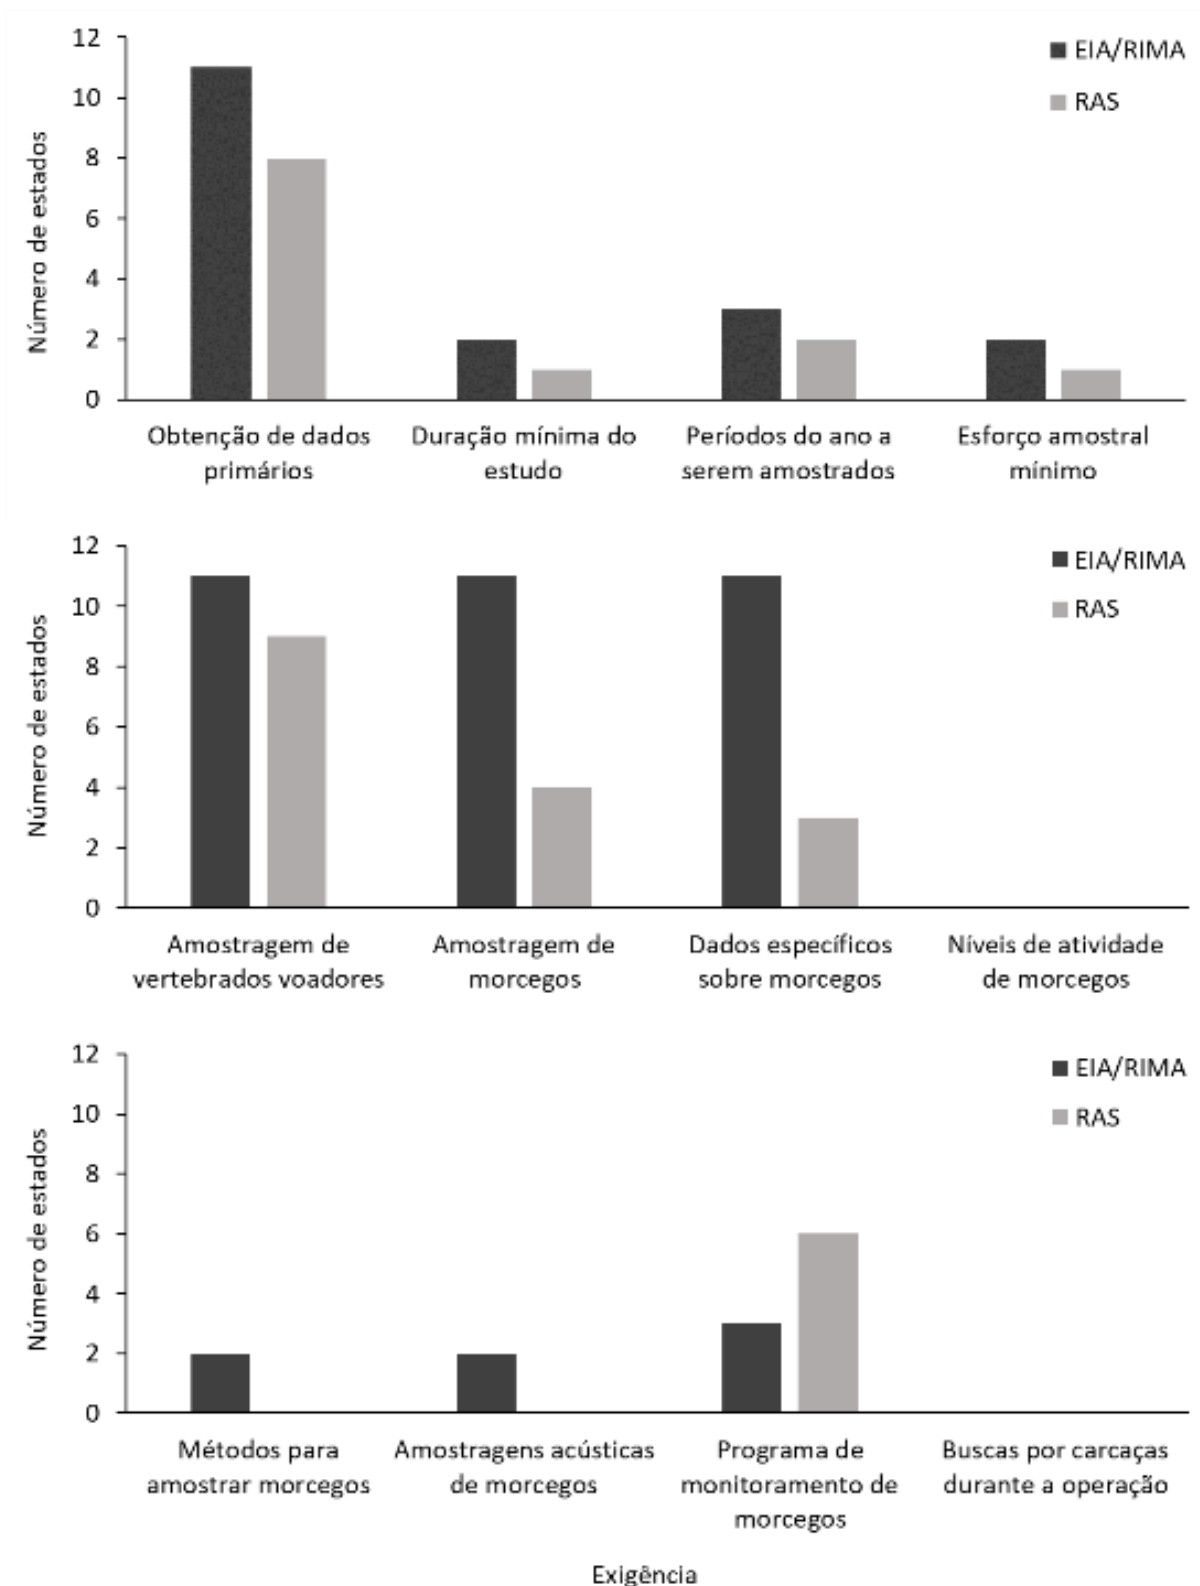 12
10
8
6
4
2
0
Número de estados
EIA/RIMA
RAS
Obtenção de dados
primários
Duração mínima do
estudo
Períodos do ano a
serem amostrados
Esforço amostral
mínimo
12
10
8
6
4
2
0
Número de estados
EIA/RIMA
RAS
Amostragem de
vertebrados voadores
Amostragem de
morcegos
Dados específicos
sobre morcegos
Níveis de atividade
de morcegos
12
10
8
6
4
2
0
Número de estados
EIA/RIMA
RAS
Métodos para
amostrar morcegos
Amostragens acústicas
de morcegos
Programa de
monitoramento de
morcegos
Buscas por carcaças
durante a operação
Exigência